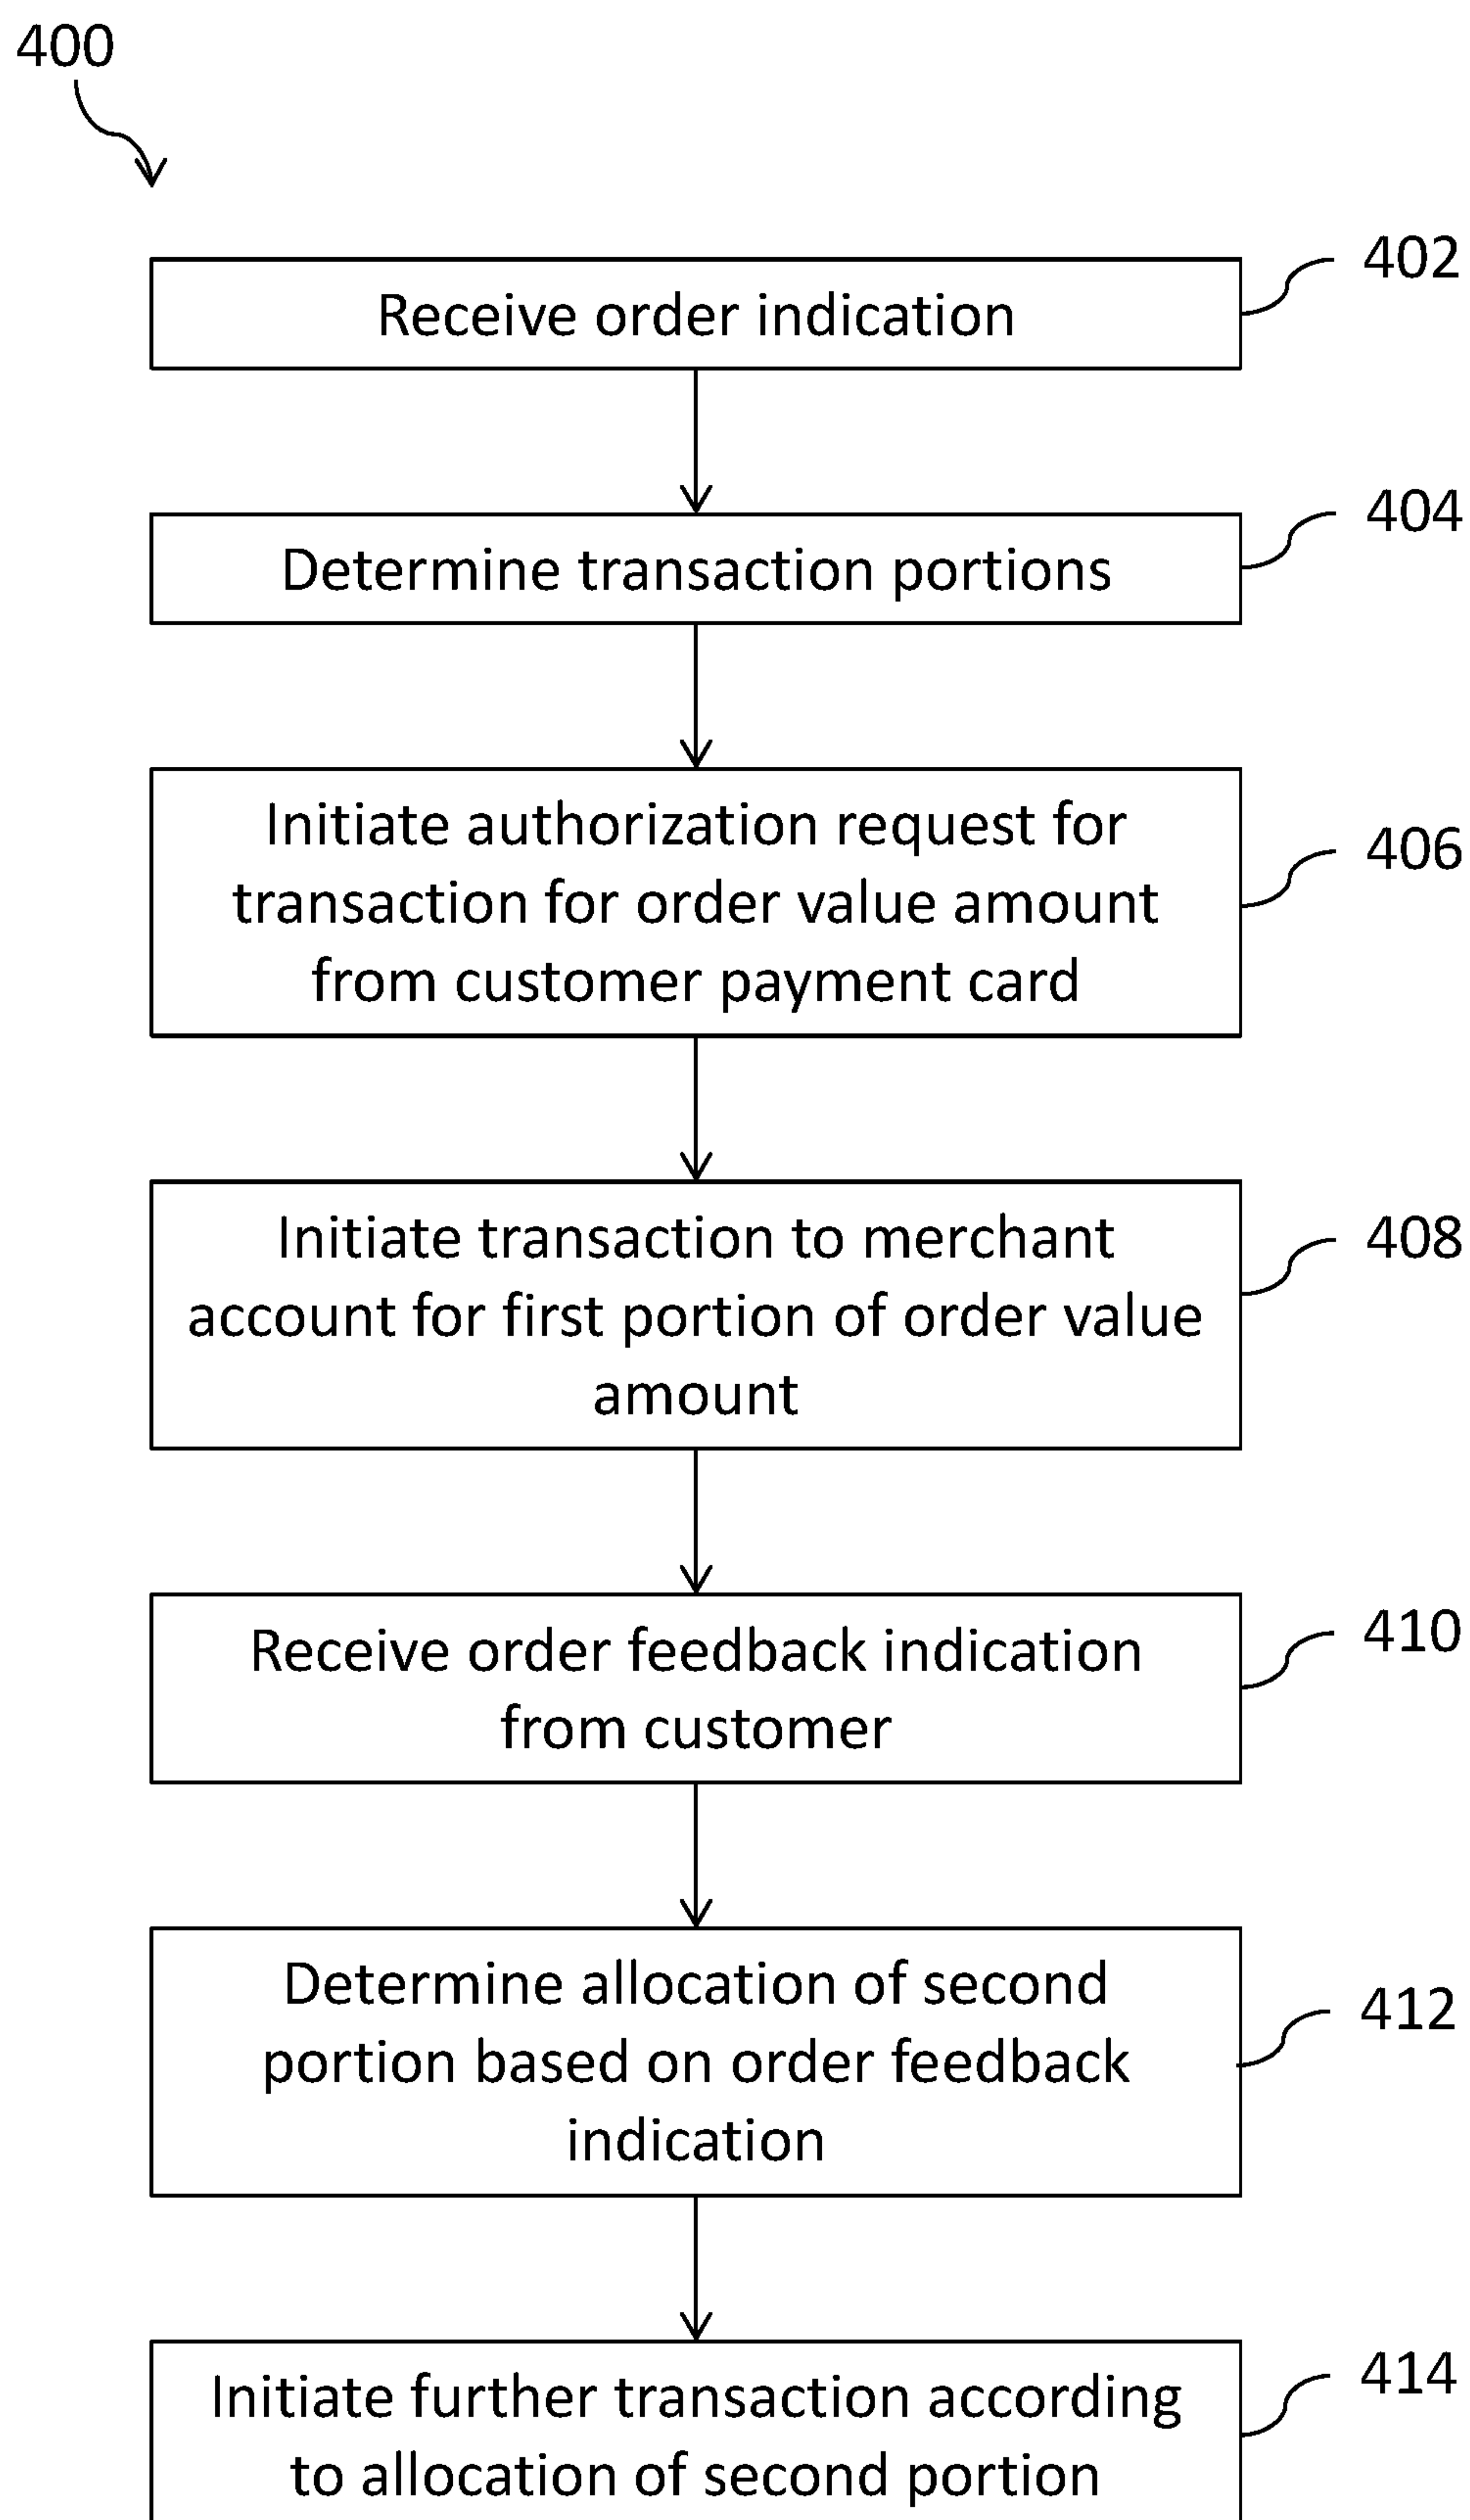 400
402
Receive order indication
404
Determine transaction portions
Initiate authorization request for
406
transaction for order value amount
from customer payment card
Initiate transaction to merchant
408
account for first portion of order value
amount
410
Receive order feedback indication
from customer
Determine allocation of second
412
portion based on order feedback
indication
414
Initiate further transaction according
to allocation of second portion